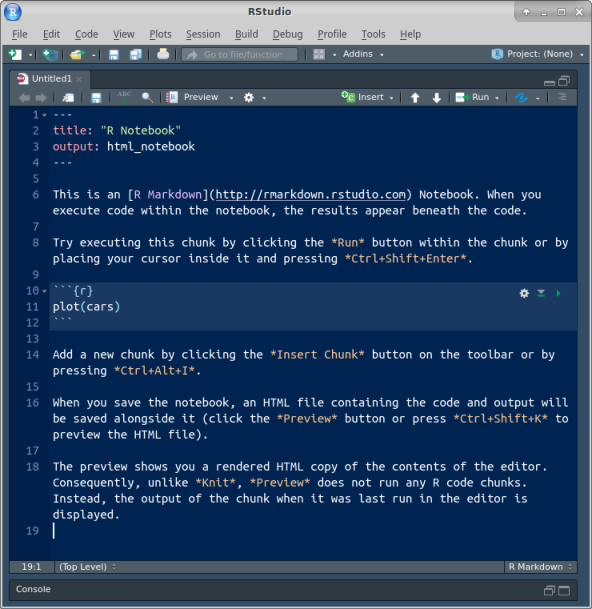 RStudio
File Edit Code View Plots Session Build Debug Profile Tools Help
Go to file/function Addins Project: (None)
Untitled1
ABC Preview Insert Run
1 ---
2 title: "R Notebook"
3 output: html_notebook
4 ---
5
6 This is an [R Markdown](http://rmarkdown.rstudio.com) Notebook. When you
execute code within the notebook, the results appear beneath the code.
7
8 Try executing this chunk by clicking the *Run* button within the chunk or by
placing your cursor inside it and pressing *Ctrl+Shift+Enter*.
9
10 ```{r}
11 plot(cars)
12 ```
13
14 Add a new chunk by clicking the *Insert Chunk* button on the toolbar or by
pressing *Ctrl+Alt+I*.
15
16 When you save the notebook, an HTML file containing the code and output will
be saved alongside it (click the *Preview* button or press *Ctrl+Shift+K* to
preview the HTML file).
17
18 The preview shows you a rendered HTML copy of the contents of the editor.
Consequently, unlike *Knit*, *Preview* does not run any R code chunks.
Instead, the output of the chunk when it was last run in the editor is
displayed.
19
19:1 (Top Level) R Markdown
Console